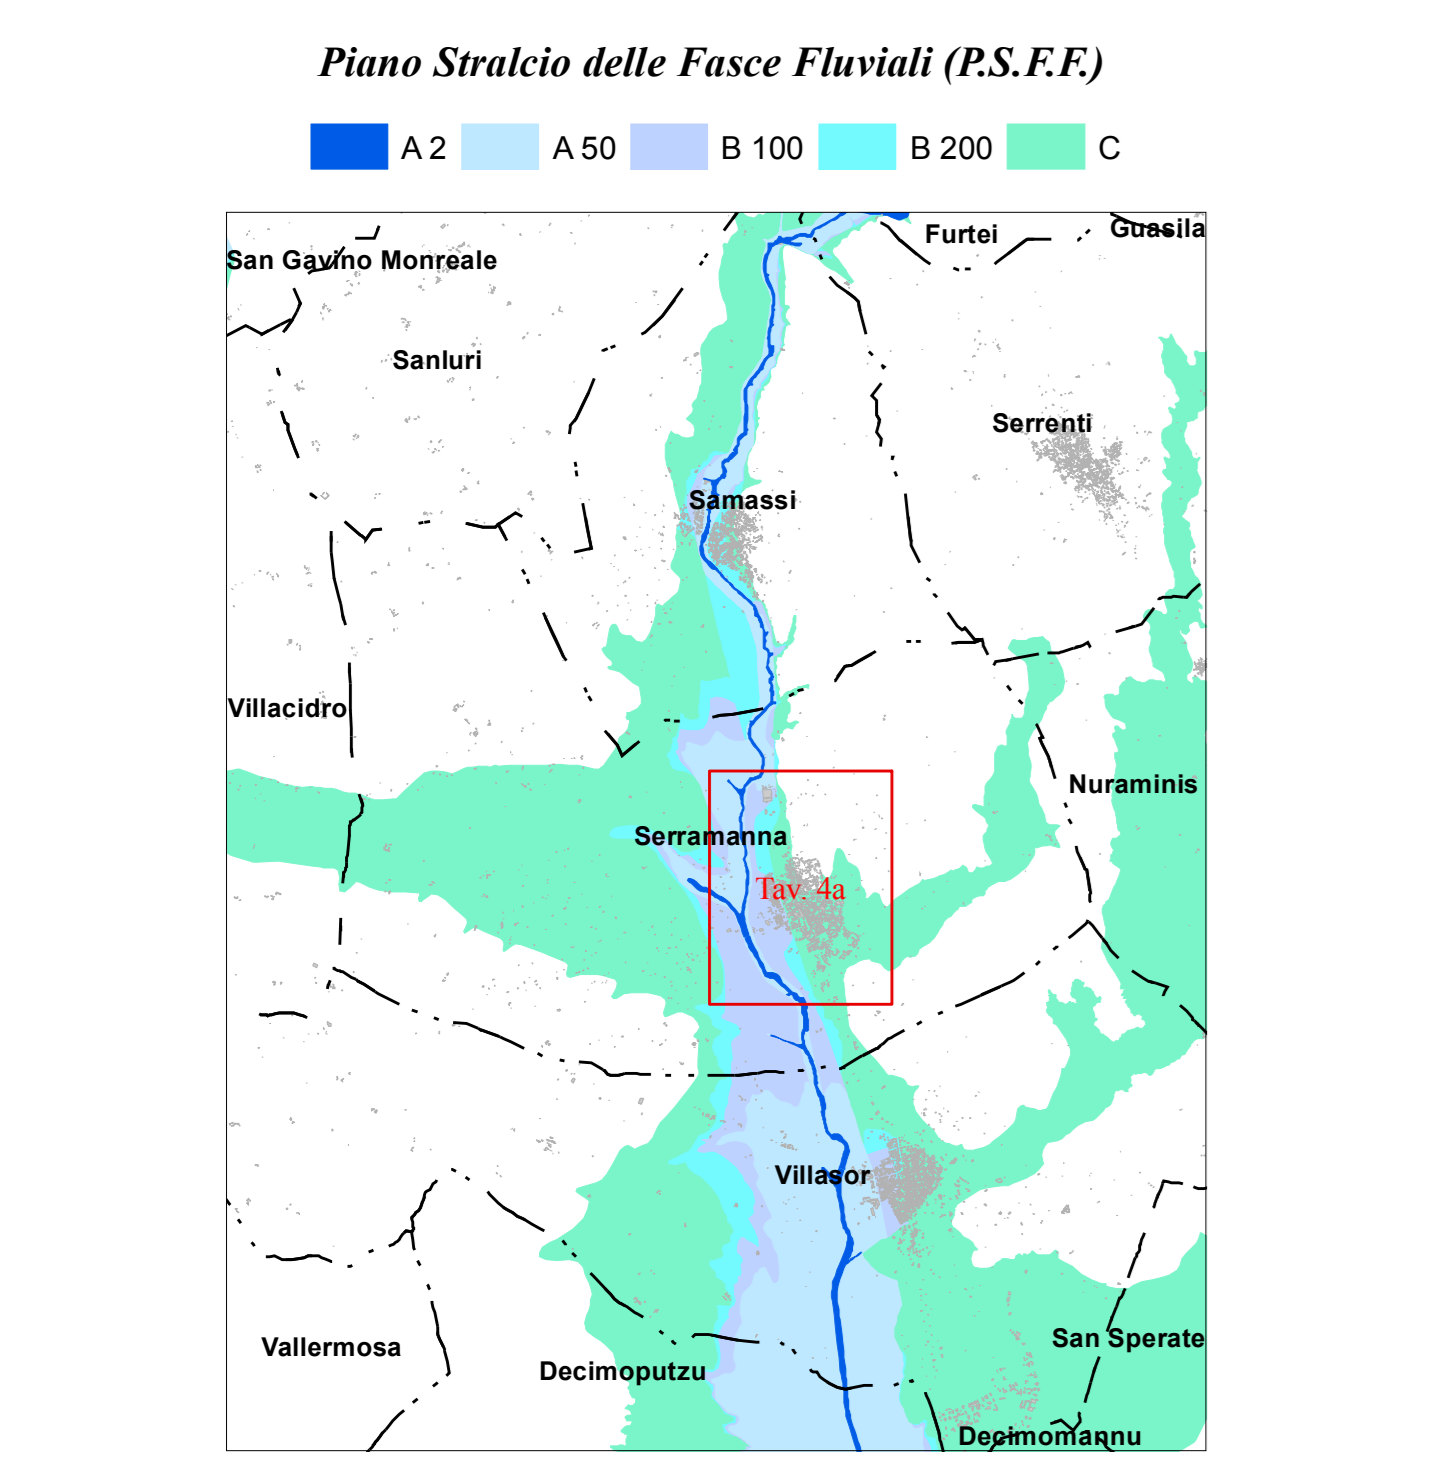 Piano Stralcio delle Fasce Fluviali (P.S.F.F.)
A 2 A 50 B 100 B 200 C
Furtei
Guasila
San Gavino Monreale
Sanluri
Serrenti
Samassi
Villacidro
Nuraminis
Serramanna
Tav. 4a
Villasor
San Sperate
Vallermosa
Decimoputzu
Decimomannu